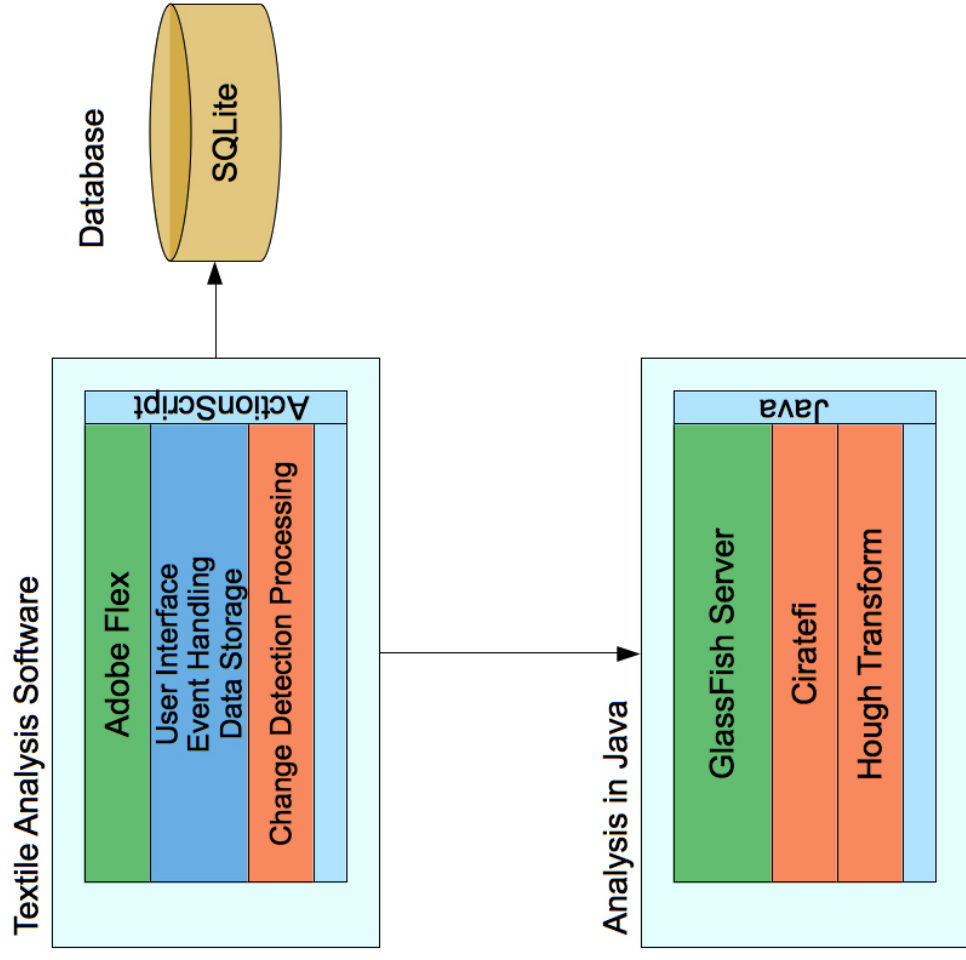 Textile Analysis Software
Adobe Flex
User Interface
Event Handling
Data Storage
Change Detection Processing
ActionScript
Database
SQLite
Analysis in Java
GlassFish Server
Ciratefi
Hough Transform
Java